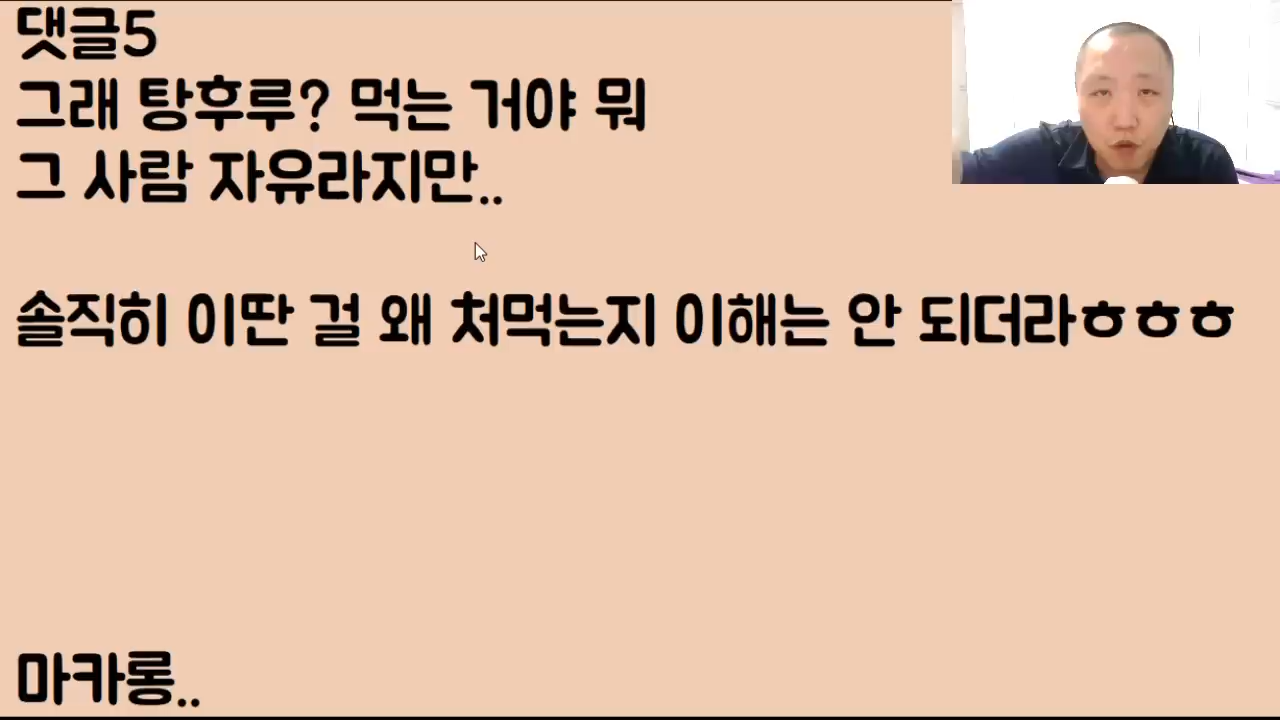 댓글5
그래 탕후루? 먹는 거야 뭐
그 사람 자유라지만..
솔직히 이딴 걸 왜 처먹는지 이해는 안 되더라ㅎㅎㅎ
마카롱..